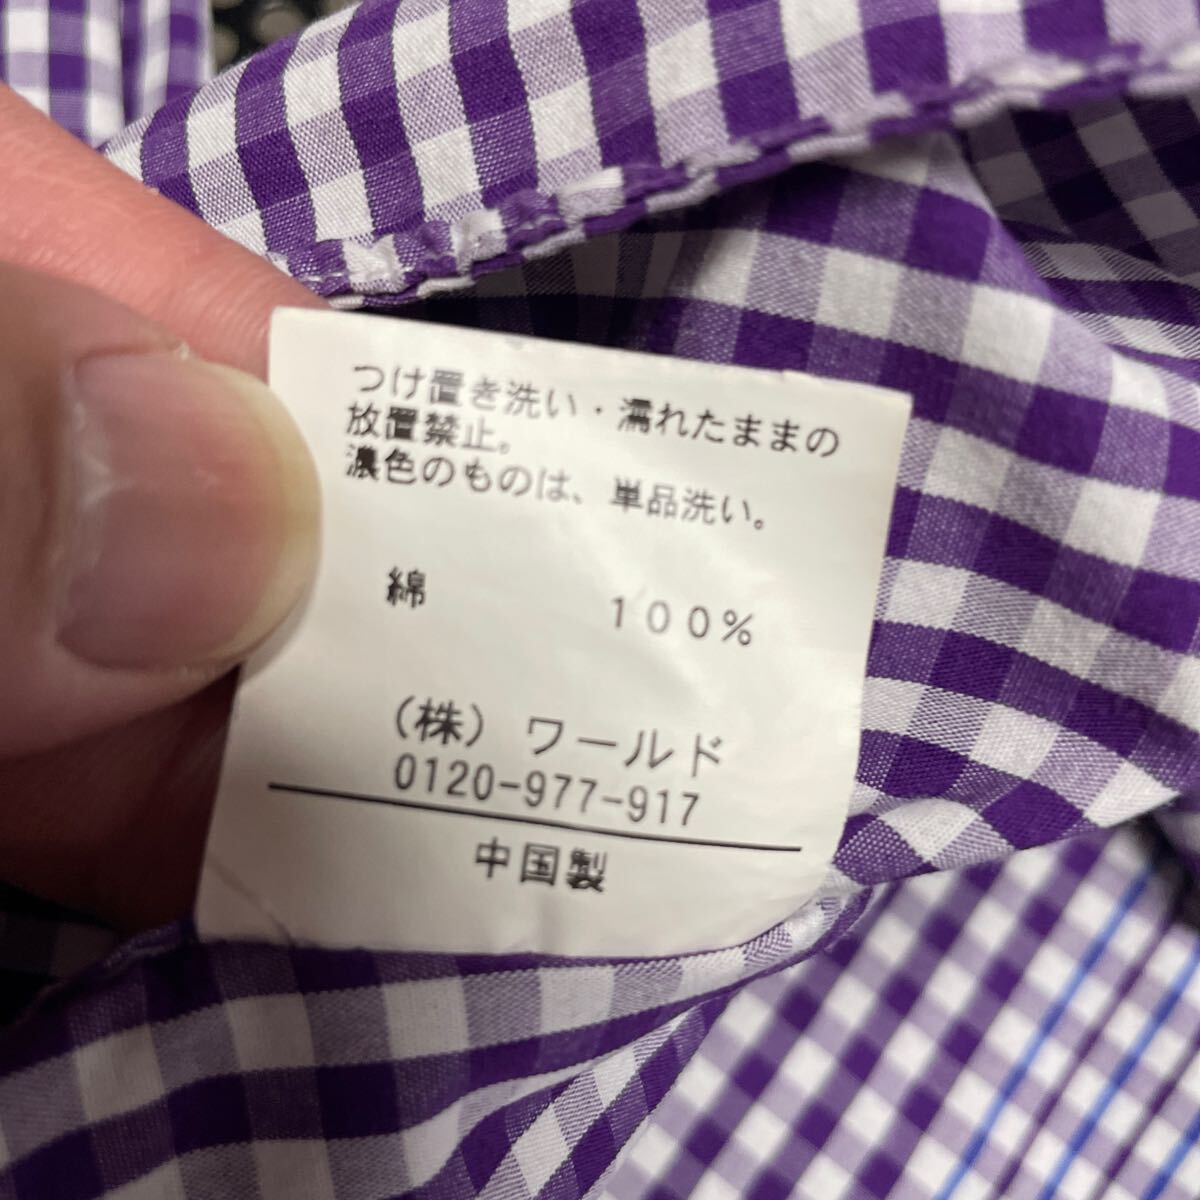 つけ置き洗い・濡れたままの
放置禁止。
濃色のものは、単品洗い。
綿 100%
(株) ワールド
0120-977-917
中国製